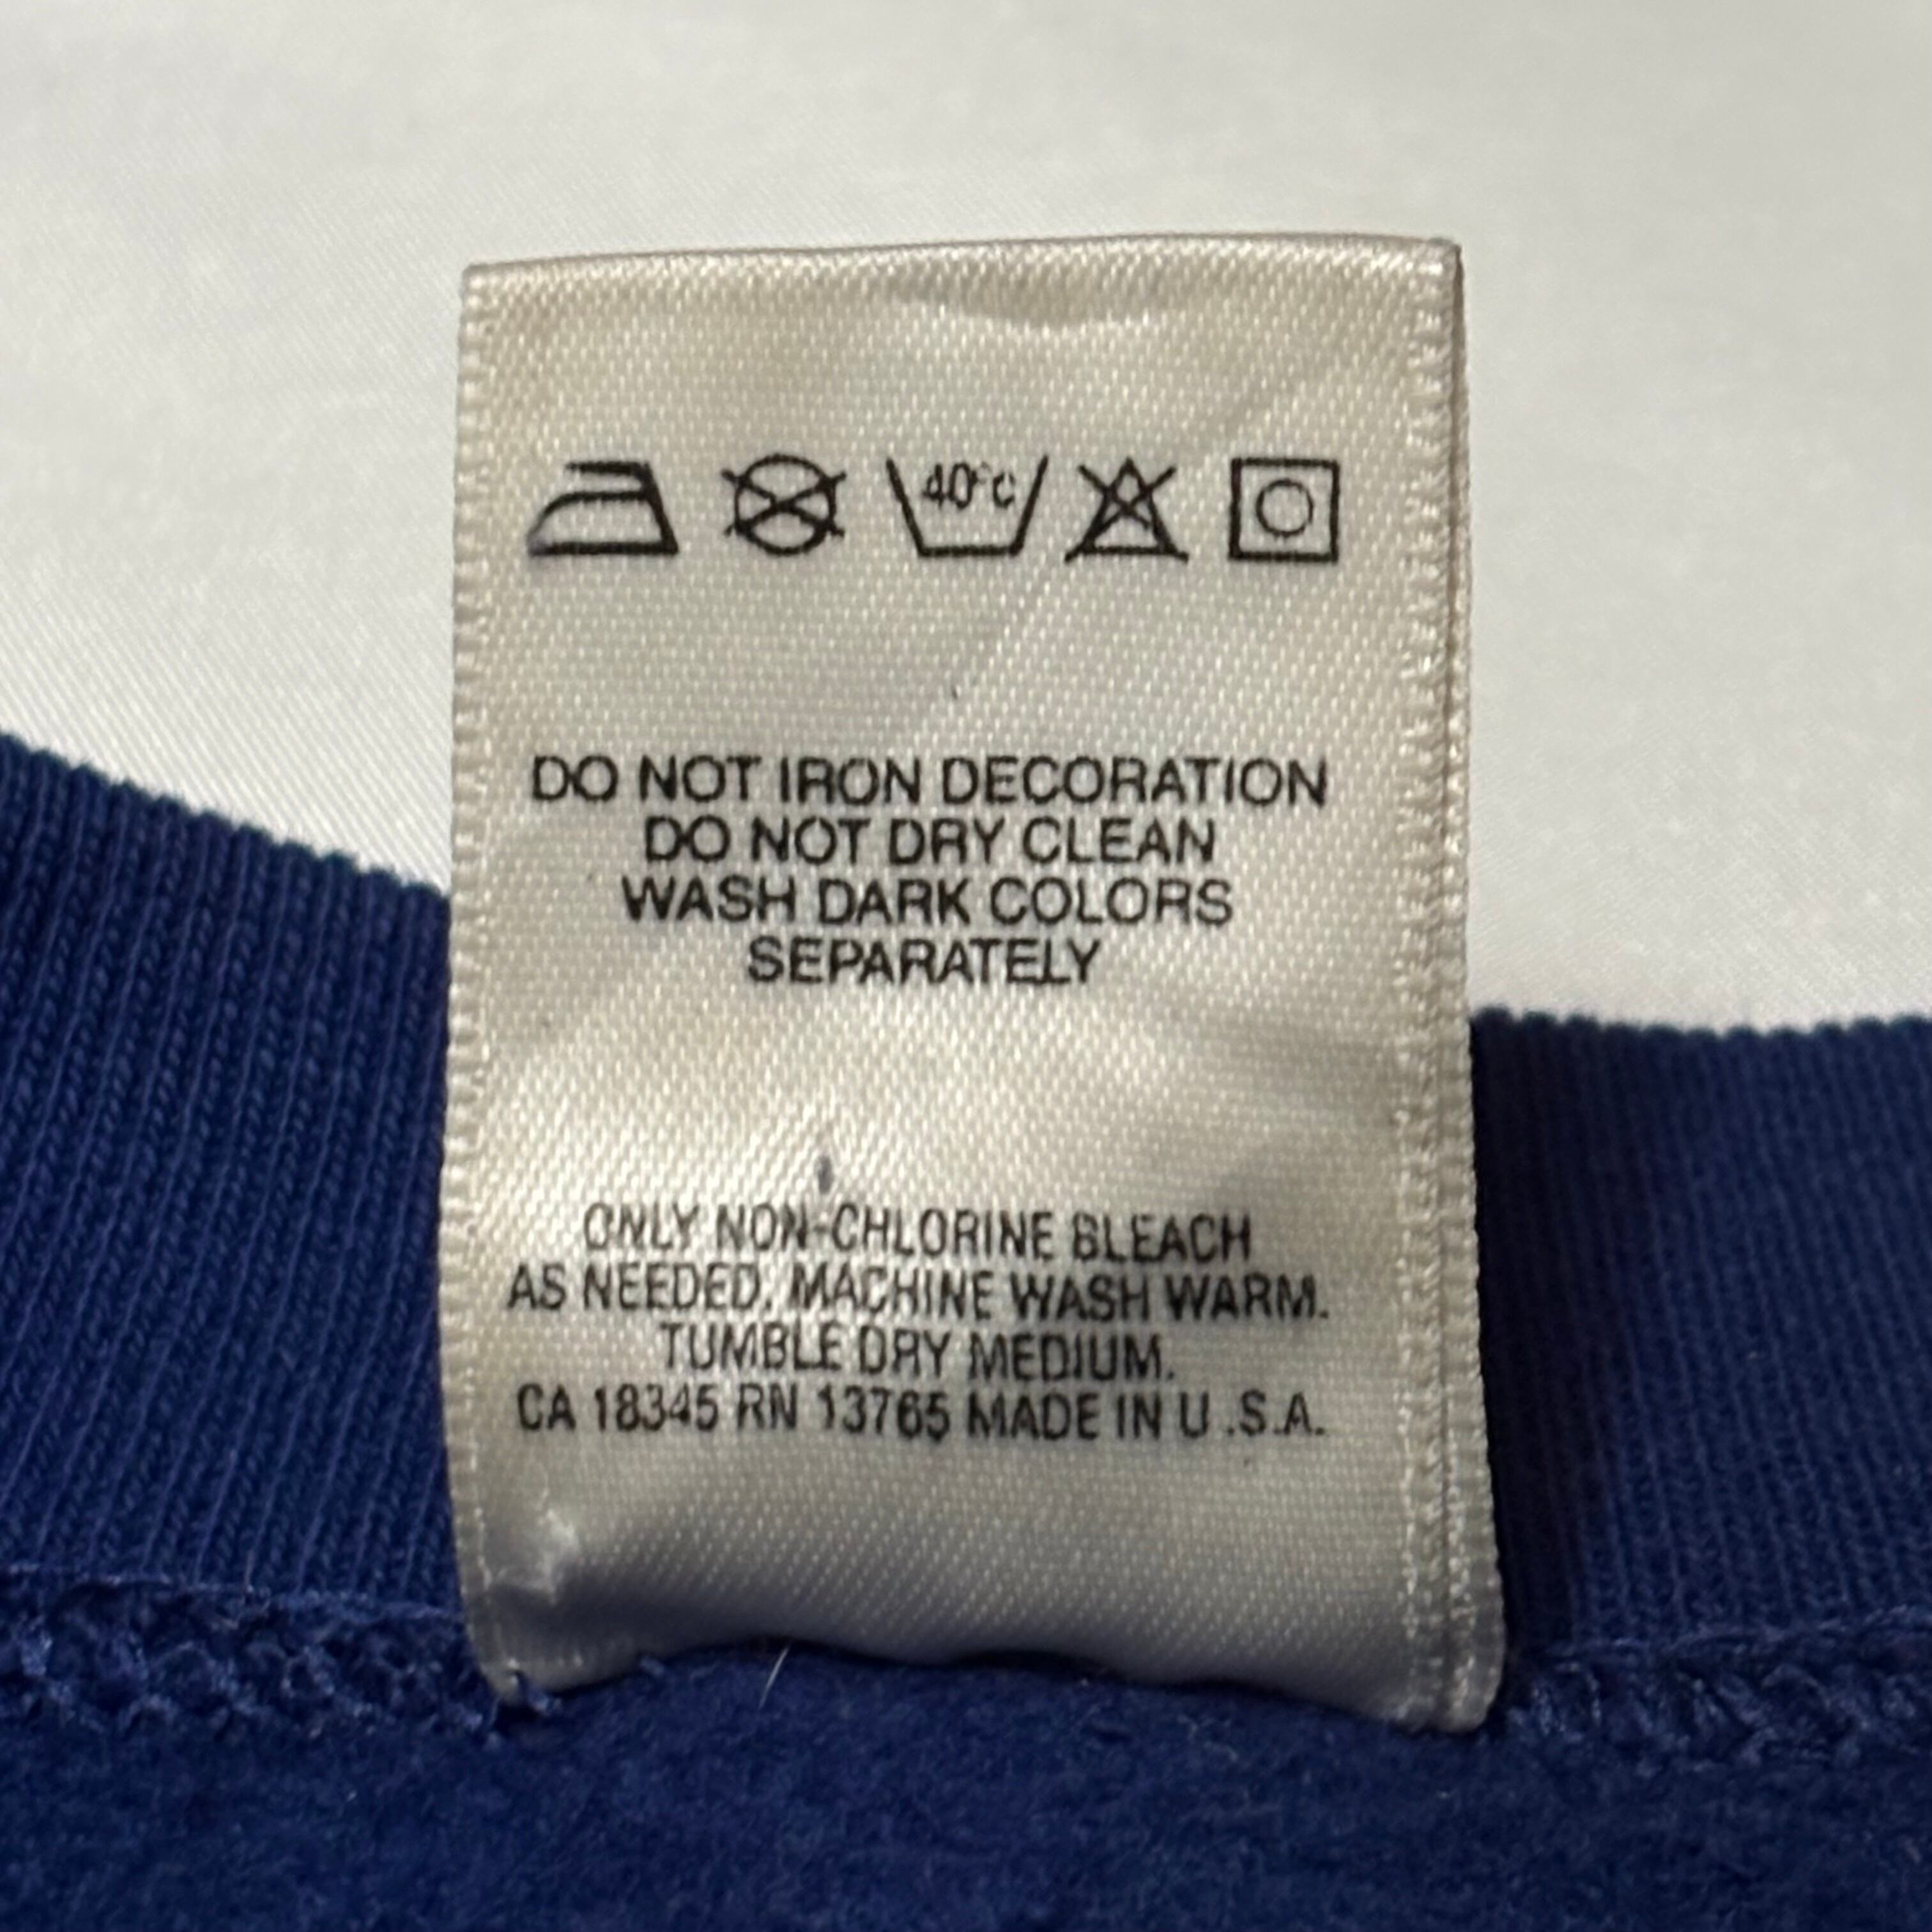 40°C
DO NOT IRON DECORATION
DO NOT DRY CLEAN
WASH DARK COLORS
SEPARATELY
ONLY NON-CHLORINE BLEACH
AS NEEDED. MACHINE WASH WARM.
TUMBLE DRY MEDIUM.
CA 18345 RN 13765 MADE IN U.S.A.